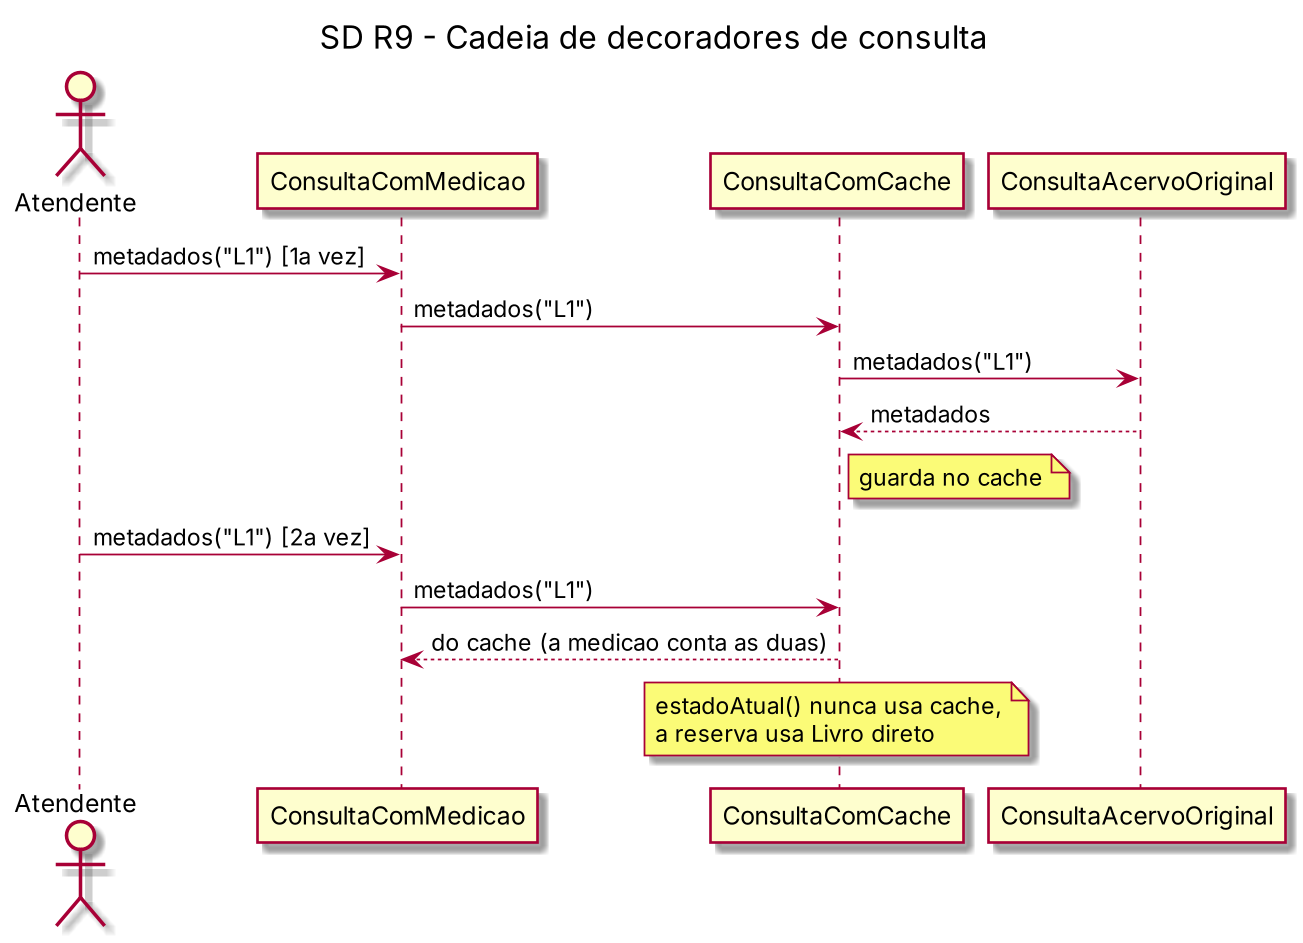 SD R9 - Cadeia de decoradores de consulta
Atendente
ConsultaComMedicao
ConsultaComCache
ConsultaAcervoOriginal
metadados("L1") [1a vez]
metadados("L1")
metadados("L1")
metadados
guarda no cache
metadados("L1") [2a vez]
metadados("L1")
do cache (a medicao conta as duas)
estadoAtual() nunca usa cache,
a reserva usa Livro direto
Atendente
ConsultaComMedicao
ConsultaComCache
ConsultaAcervoOriginal